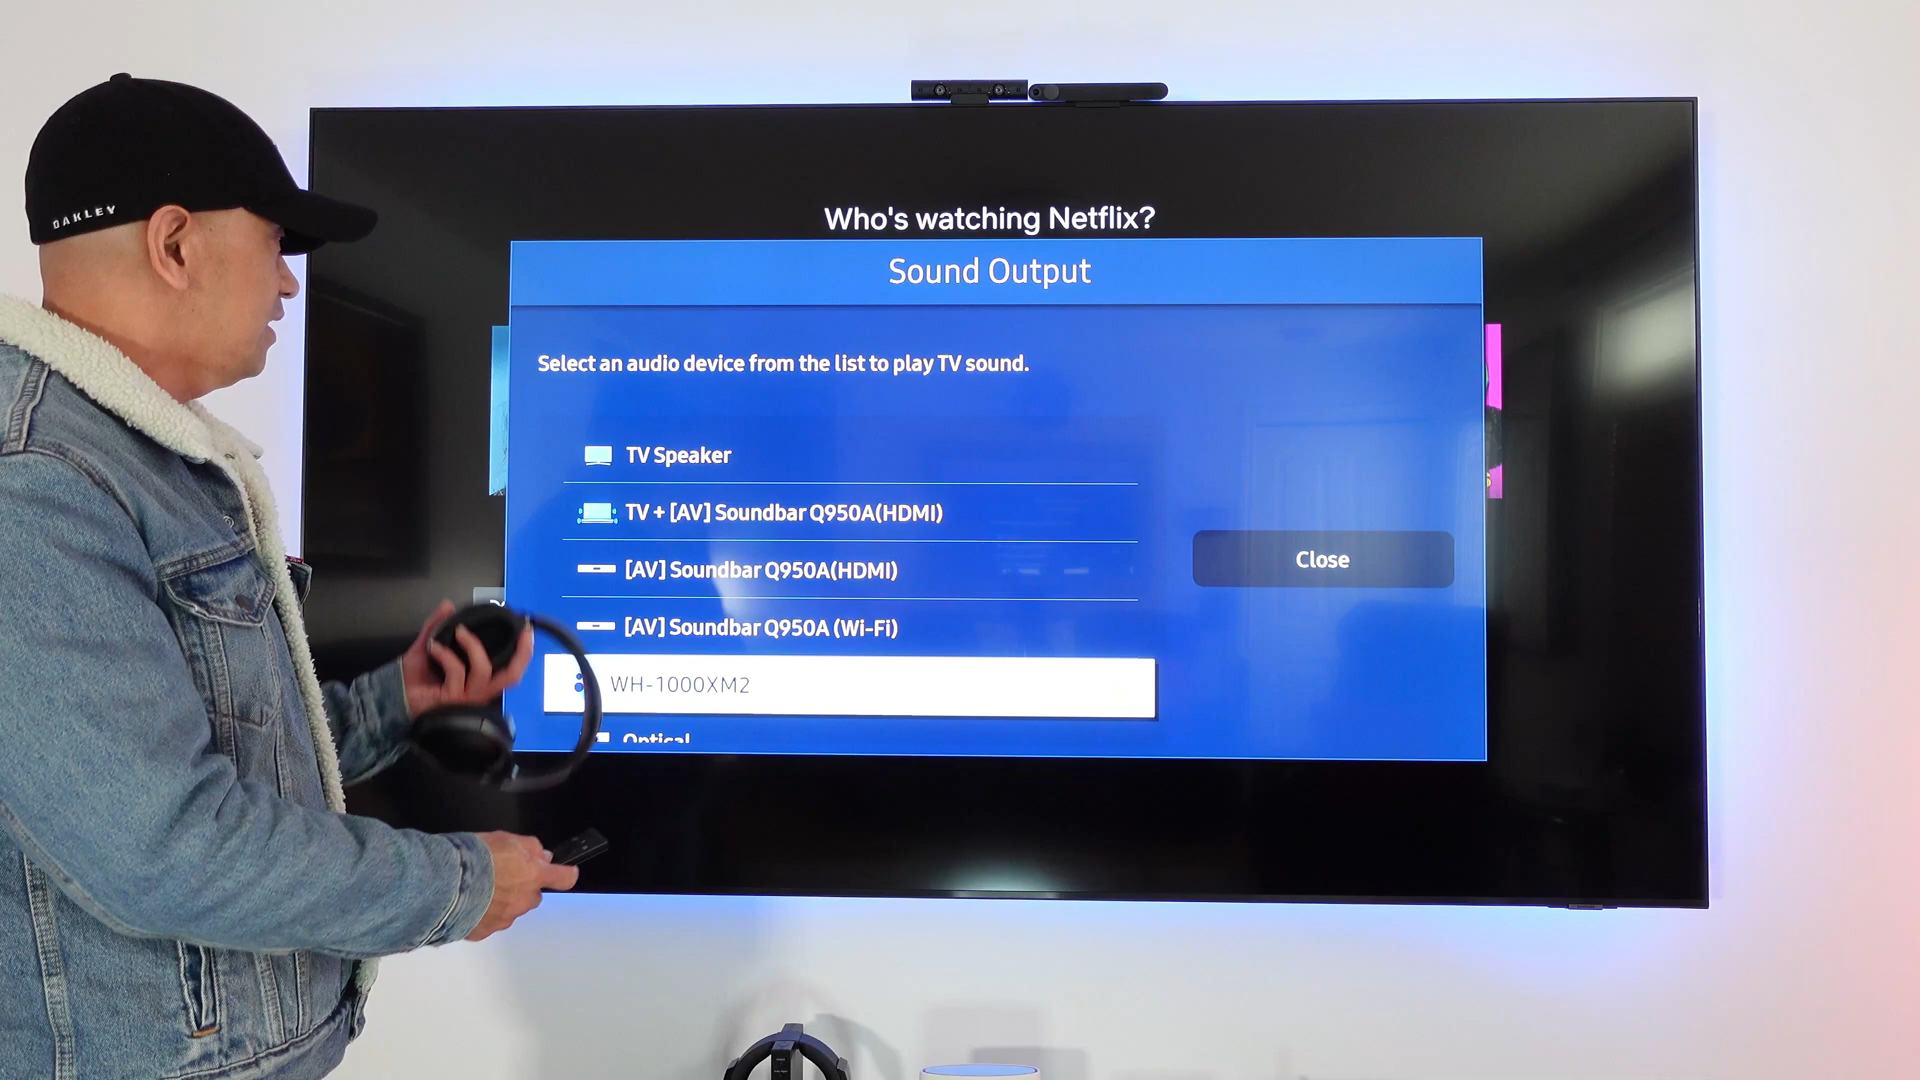 OAKLEY
Who's watching Netflix?
Sound Output
Select an audio device from the list to play TV sound.
TV Speaker
TV + [AV] Soundbar Q950A(HDMI)
[AV] Soundbar Q950A(HDMI)
Close
[AV] Soundbar Q950A (Wi-Fi)
WH-1000XM2
Optical